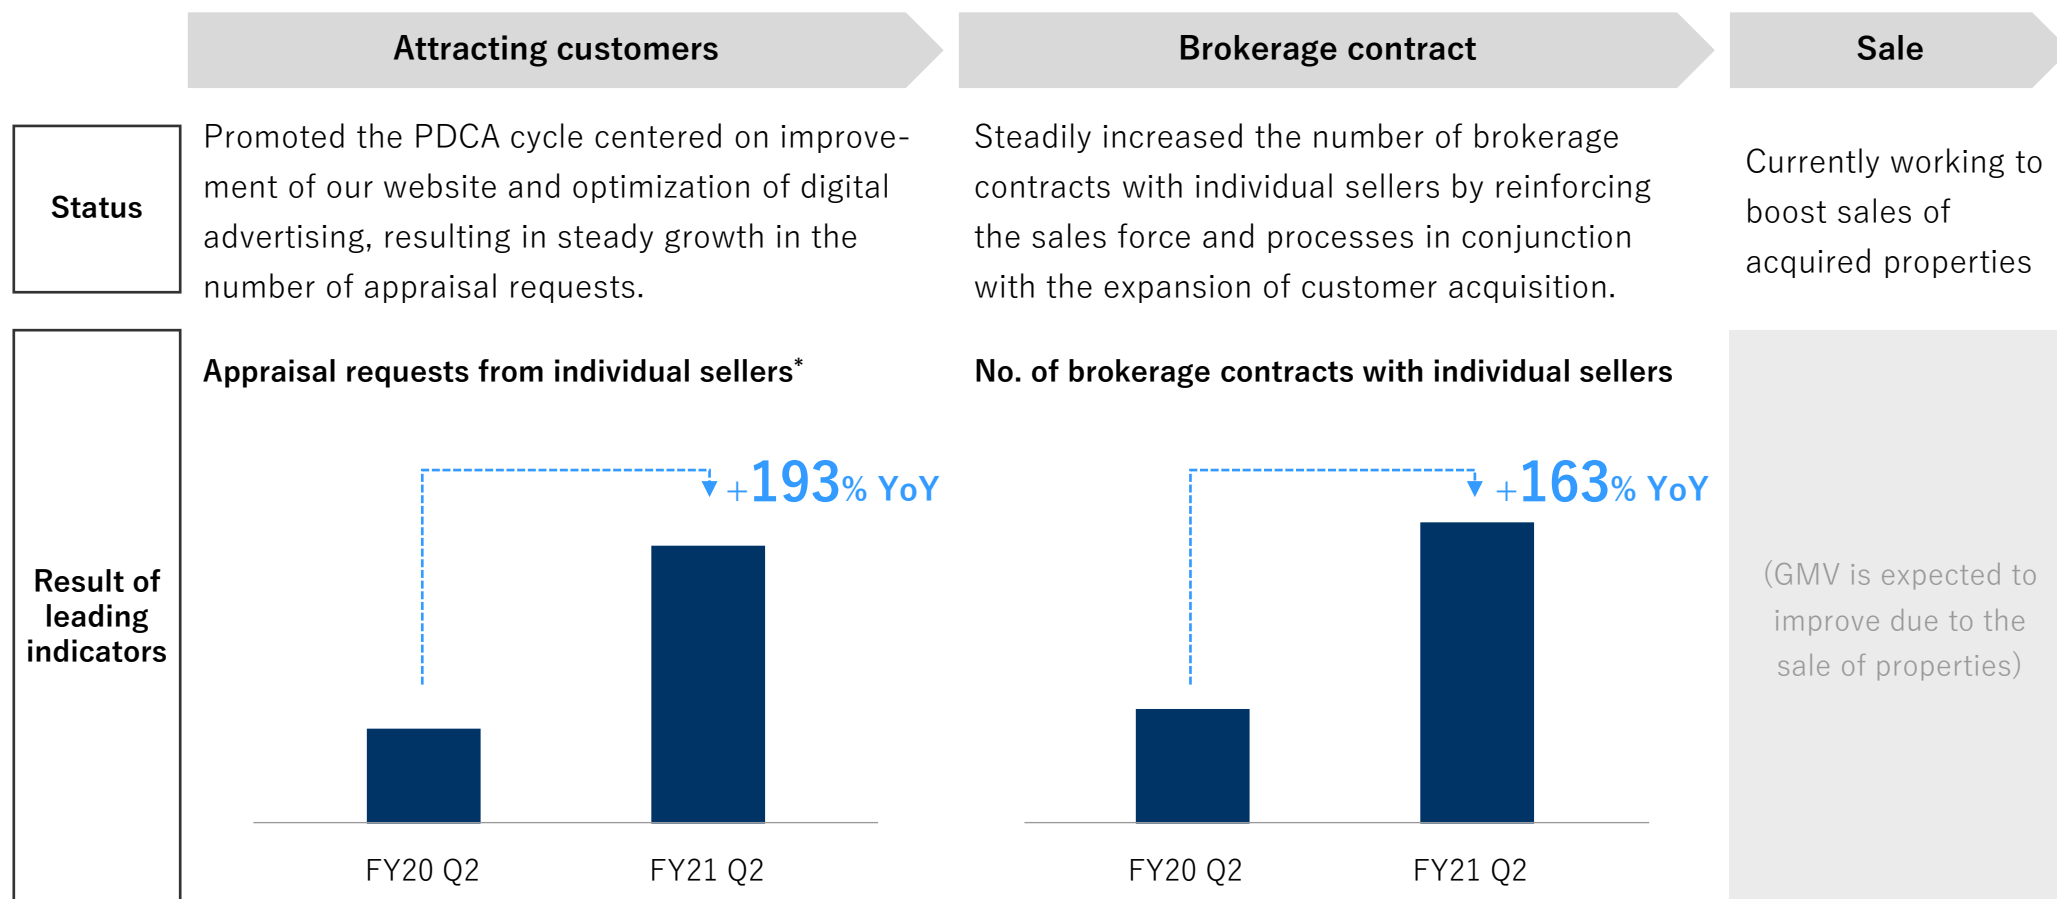 Attracting customers
Brokerage contract
Sale
Status
Promoted the PDCA cycle centered on improve-
ment of our website and optimization of digital
advertising, resulting in steady growth in the
number of appraisal requests.
Steadily increased the number of brokerage
contracts with individual sellers by reinforcing
the sales force and processes in conjunction
with the expansion of customer acquisition.
Currently working to
boost sales of
acquired properties
Result of
leading
indicators
Appraisal requests from individual sellers*
+193% YoY
FY20 Q2
FY21 Q2
No. of brokerage contracts with individual sellers
+163% YoY
FY20 Q2
FY21 Q2
(GMV is expected to
improve due to the
sale of properties)